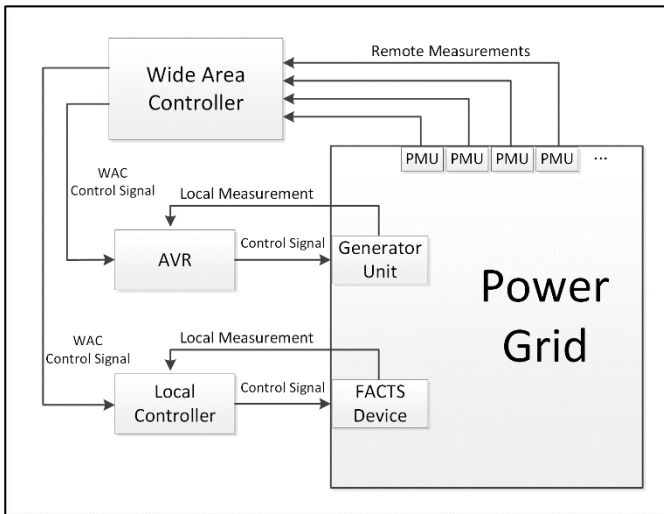 Remote Measurements
Wide Area
Controller
PMU PMU PMU PMU ...
WAC
Control Signal
Local Measurement
AVR
Control Signal
Generator
Unit
Power
Grid
WAC
Control Signal
Local Measurement
Local
Controller
Control Signal
FACTS
Device